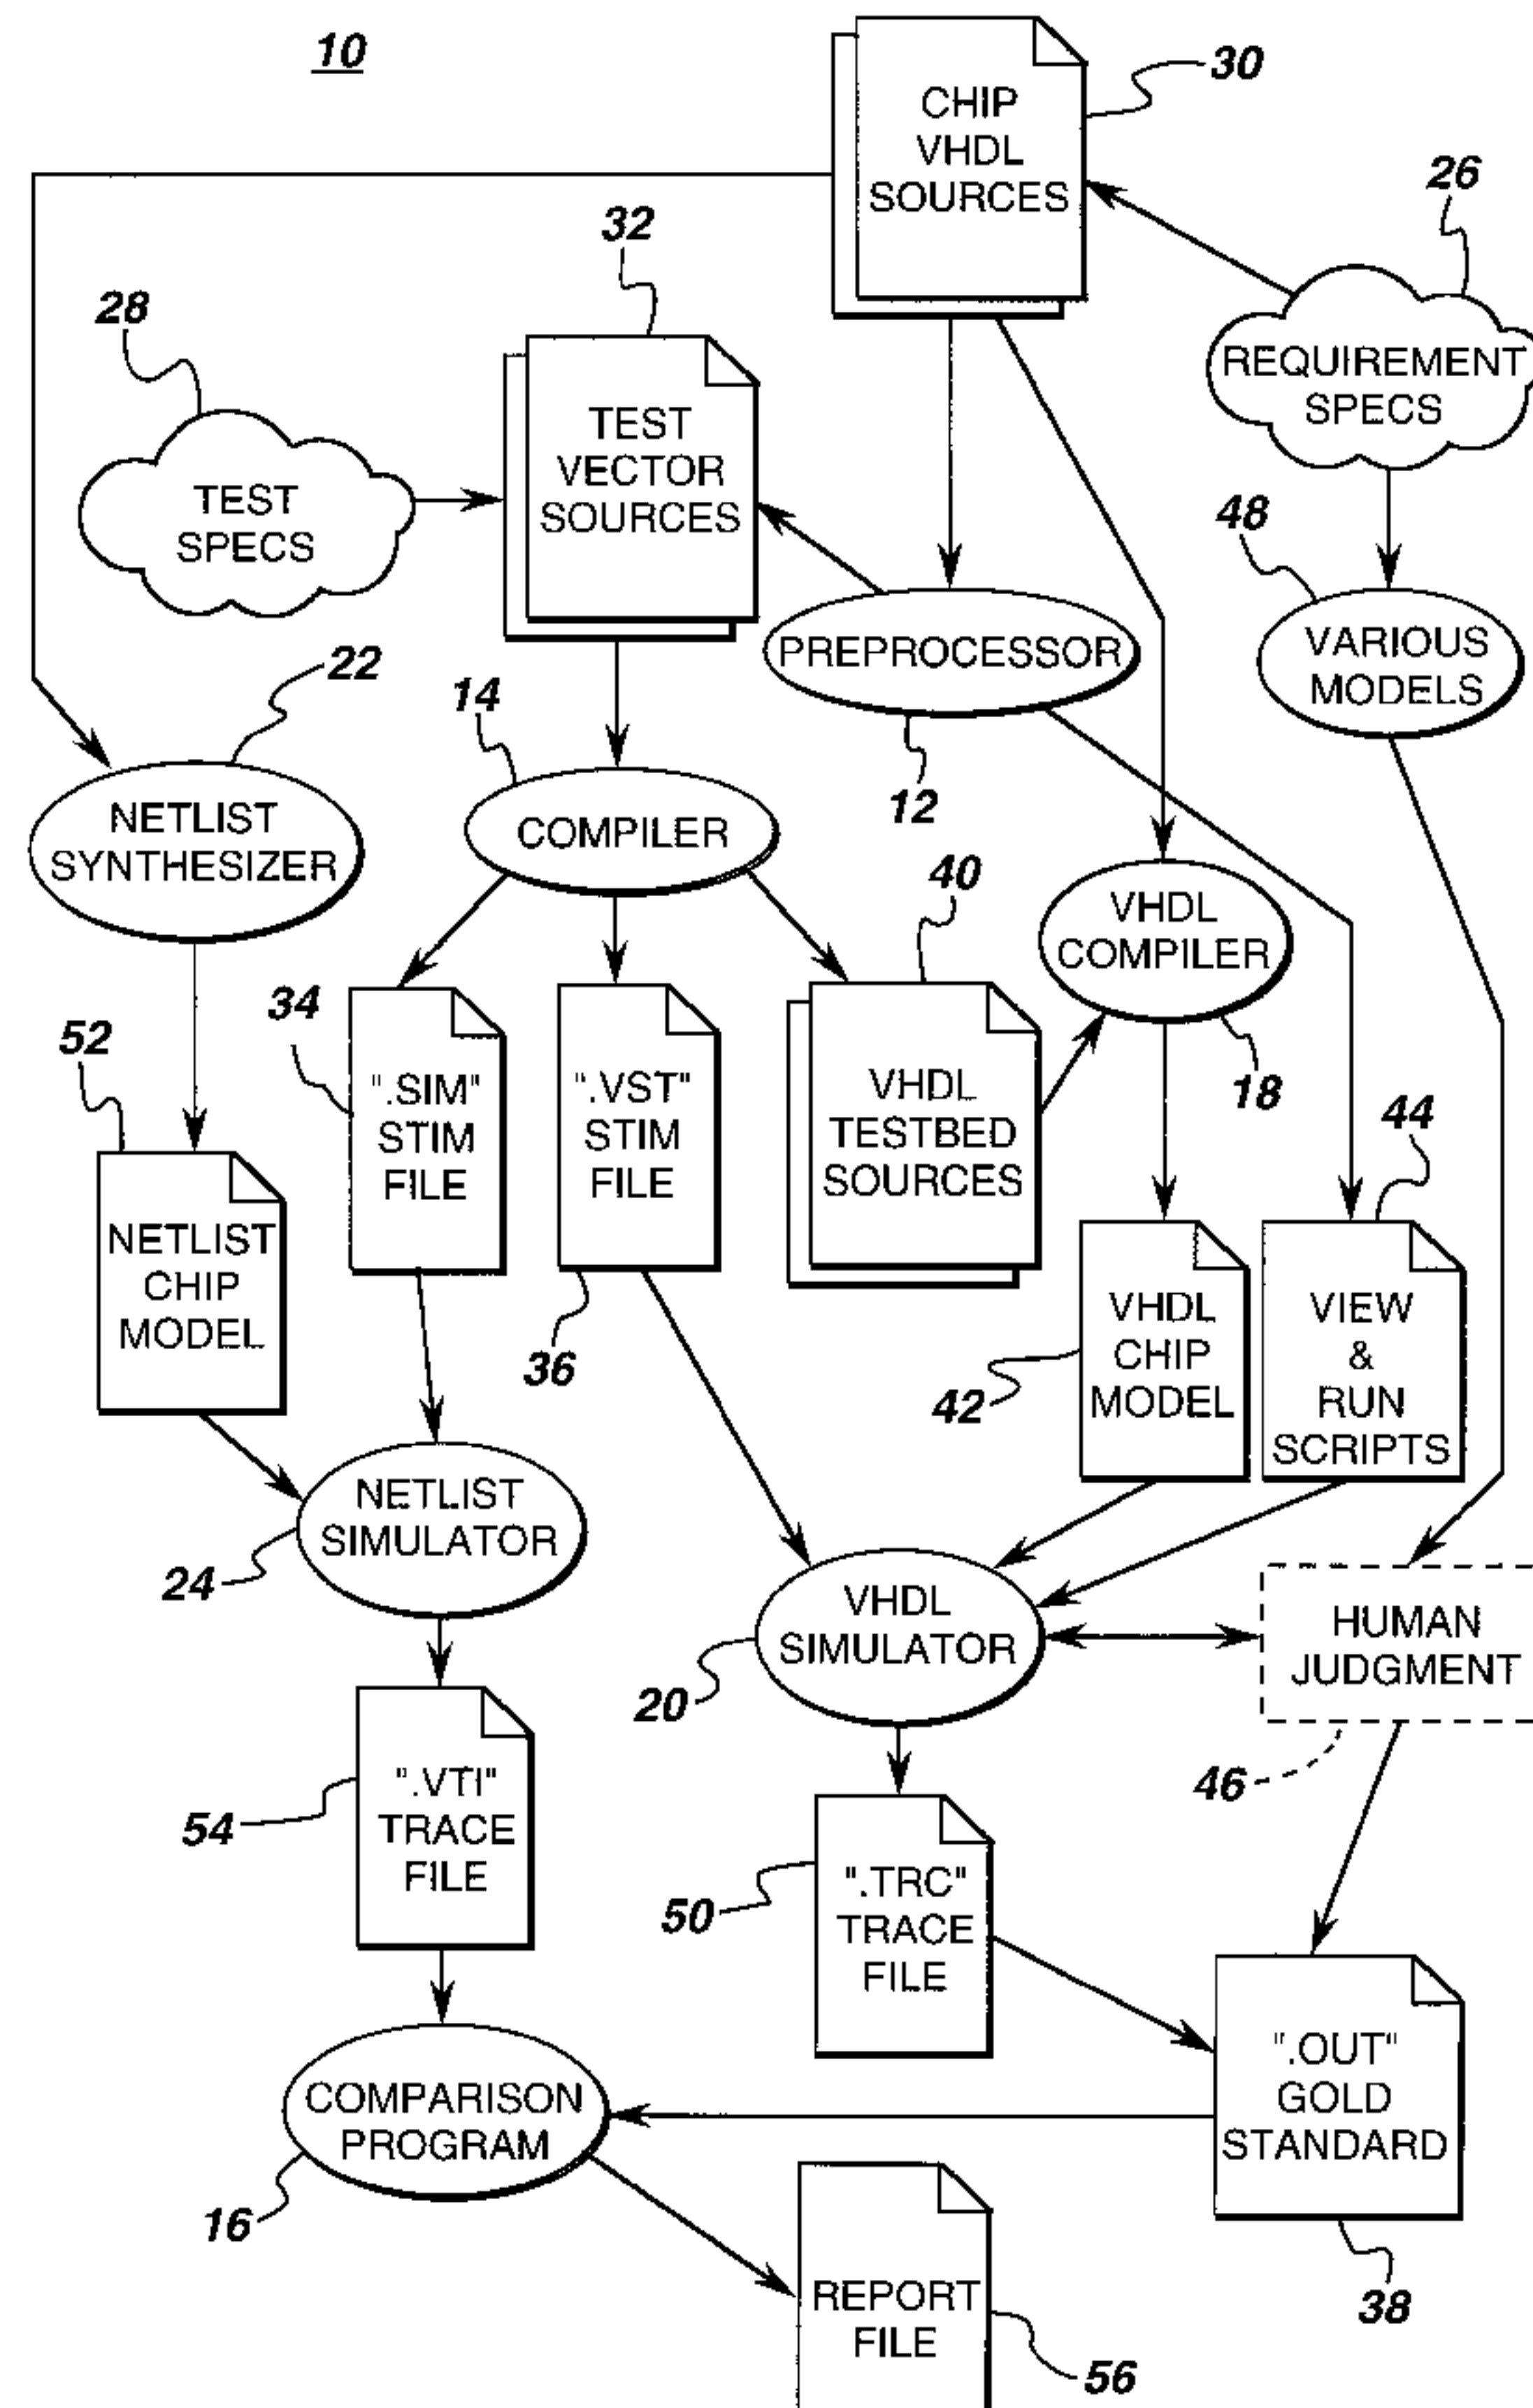 10
30
CHIP
VHDL
SOURCES
26
32
28
REQUIREMENT
SPECS
TEST
VECTOR
SOURCES
TEST
SPECS
48
PREPROCESSOR
VARIOUS
MODELS
22
14
12
NETLIST
SYNTHESIZER
COMPILER
40
VHDL
COMPILER
34
52
18
44
".SIM"
STIM
FILE
".VST"
STIM
FILE
VHDL
TESTBED
SOURCES
NETLIST
CHIP
MODEL
36
42
VHDL
CHIP
MODEL
VIEW
&
RUN
SCRIPTS
NETLIST
SIMULATOR
24
VHDL
SIMULATOR
HUMAN
JUDGMENT
20
46
".VTI"
TRACE
FILE
54
50
".TRC"
TRACE
FILE
".OUT"
GOLD
STANDARD
COMPARISON
PROGRAM
16
38
REPORT
FILE
56